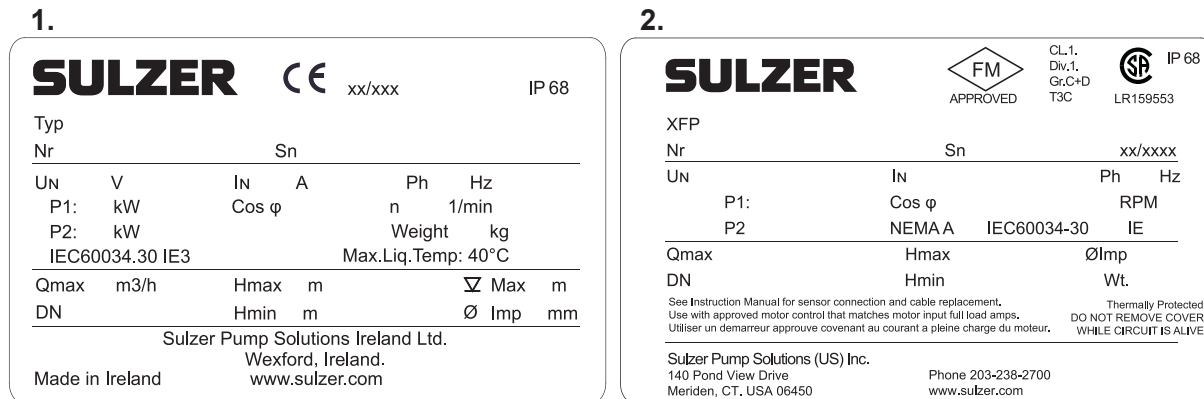 1.
SULZER CE xx/xxx IP 68
Typ
Nr Sn
UN V IN A Ph Hz
P1: kW Cos φ n 1/min
P2: kW Weight kg
IEC60034.30 IE3 Max.Liq.Temp: 40°C
Qmax m3/h Hmax m Max m
DN Hmin m Ø Imp mm
Sulzer Pump Solutions Ireland Ltd.
Wexford, Ireland.
Made in Ireland www.sulzer.com
2.
SULZER FM APPROVED
CL.1.
Div.1.
Gr.C+D
T3C
SA LR159553
IP 68
XFP
Nr Sn xx/xxxx
UN IN Ph Hz
P1: Cos φ RPM
P2 NEMA A IEC60034-30 IE
Qmax Hmax ØImp
DN Hmin Wt.
See Instruction Manual for sensor connection and cable replacement.
Use with approved motor control that matches motor input full load amps.
Utiliser un demarreur approuve covenant au courant a pleine charge du moteur.
Thermally Protected
DO NOT REMOVE COVER
WHILE CIRCUIT IS ALIVE
Sulzer Pump Solutions (US) Inc.
140 Pond View Drive Phone 203-238-2700
Meriden, CT. USA 06450 www.sulzer.com